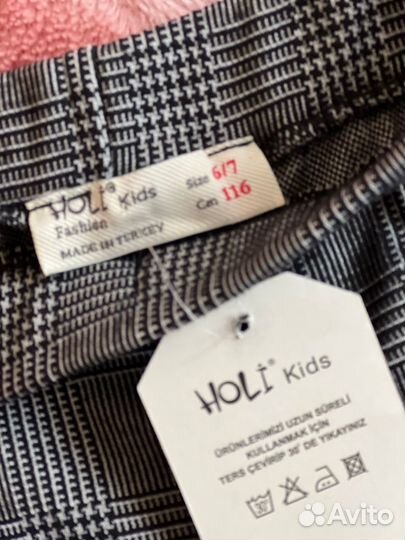 HOLİ® Kids
Fashion
MADE IN TURKEY
Size 6/7
Cm 116
HOLİ® Kids
ÜRÜNLERİMİZİ UZUN SÜRELİ
KULLANMAK İÇİN
TERS ÇEVİRİP 30° DE YIKAYINIZ
30°
Avito